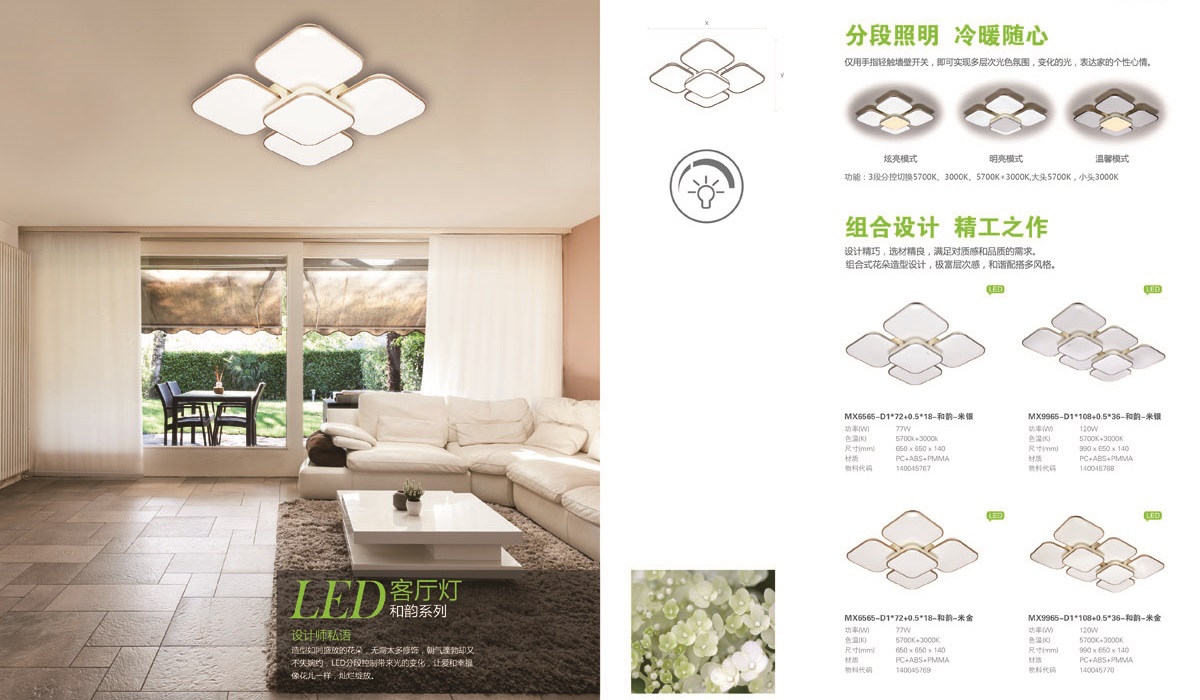 LED 客厅灯
和韵系列
设计师私语
造型如同盛放的花朵，无需太多修饰，朝气蓬勃却又
不失婉约，LED分段控制带来光的变化，让爱和幸福
像花儿一样，灿烂绽放。
x
y
分段照明 冷暖随心
仅用手指轻触墙壁开关，即可实现多层次光色氛围，变化的光，表达家的个性心情。
炫亮模式 明亮模式 温馨模式
功能：3段分控切换5700K、3000K、5700K+3000K,大头5700K，小头3000K
组合设计 精工之作
设计精巧，选材精良，满足对质感和品质的需求。
组合式花朵造型设计，极富层次感，和谐配搭多风格。
LED
MX6565-D1*72+0.5*18-和韵-米银
功率(W) 77W
色温(K) 5700k+3000k
尺寸(mm) 650 x 650 x 140
材质 PC+ABS+PMMA
物料代码 140045767
LED
MX9965-D1*108+0.5*36-和韵-米银
功率(W) 120W
色温(K) 5700K+3000K
尺寸(mm) 990 x 650 x 140
材质 PC+ABS+PMMA
物料代码 140045768
LED
MX6565-D1*72+0.5*18-和韵-米金
功率(W) 77W
色温(K) 5700K+3000K
尺寸(mm) 650 x 650 x 140
材质 PC+ABS+PMMA
物料代码 140045769
LED
MX9965-D1*108+0.5*36-和韵-米金
功率(W) 120W
色温(K) 5700K+3000K
尺寸(mm) 990 x 650 x 140
材质 PC+ABS+PMMA
物料代码 140045770